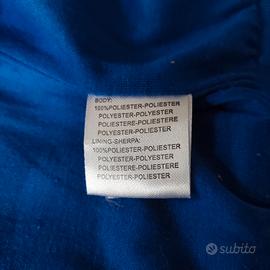 BODY:
100%POLIESTER-POLIESTER
POLYESTER-POLYESTER
POLIESTERE-POLIESTERE
POLYESTER-POLIESTER
LINING-SHERPA:
100%POLIESTER-POLIESTER
POLYESTER-POLYESTER
POLIESTERE-POLIESTERE
POLYESTER-POLIESTER
subito